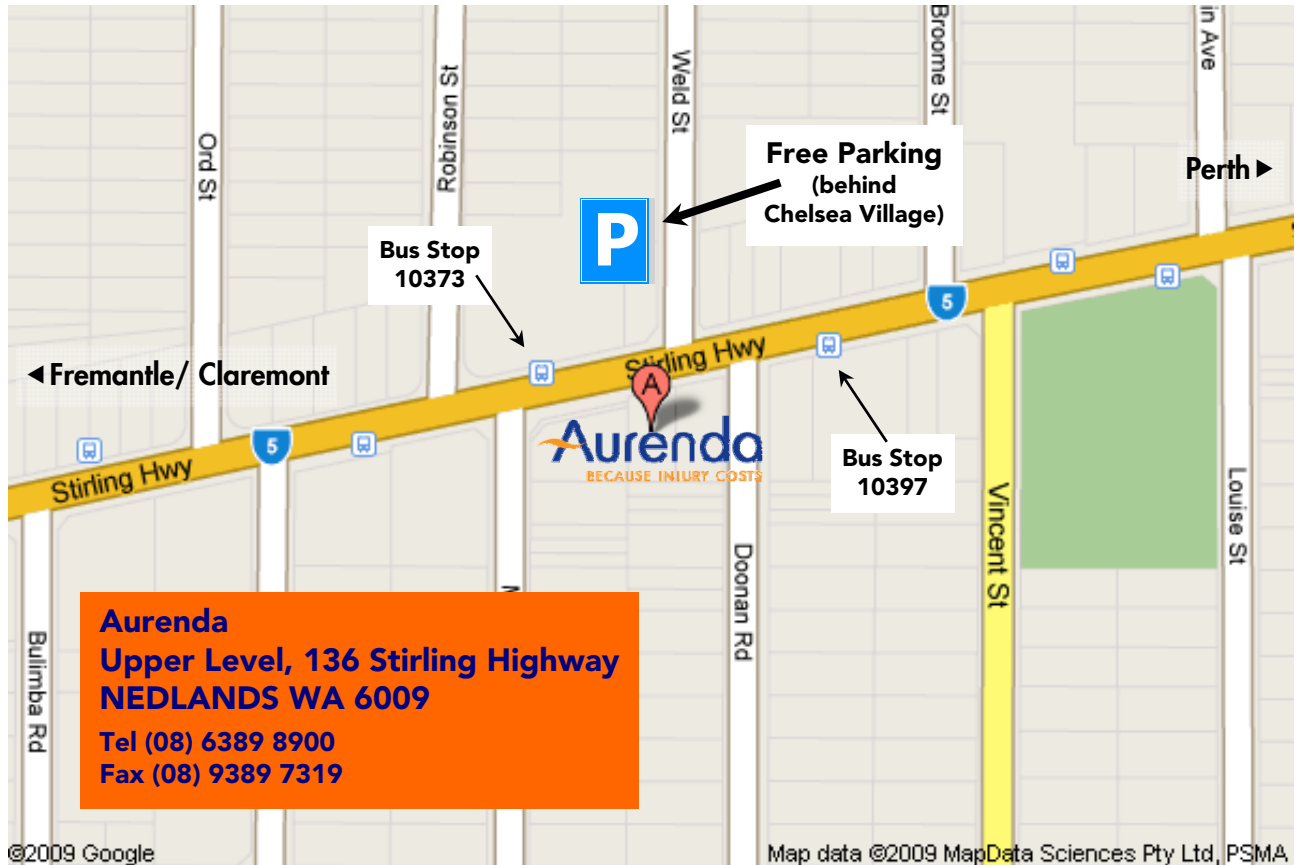 Broome St
in Ave
Weld St
Robinson St
Ord St
Free Parking
(behind
Chelsea Village)
Perth
P
Bus Stop
10373
5
Stirling Hwy
Fremantle/ Claremont
A
Aurenda
BECAUSE INJURY COSTS
5
Stirling Hwy
Bus Stop
10397
Vincent St
Louise St
Doonan Rd
Bulimba Rd
Aurenda
Upper Level, 136 Stirling Highway
NEDLANDS WA 6009
Tel (08) 6389 8900
Fax (08) 9389 7319
©2009 Google
Map data ©2009 MapData Sciences Pty Ltd, PSMA